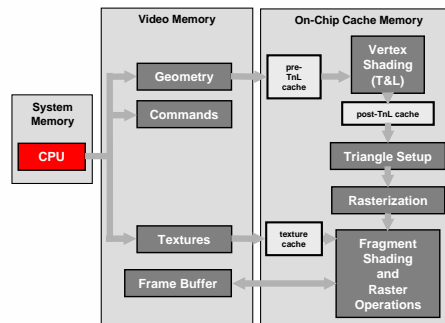 Video Memory
On-Chip Cache Memory
System
Memory
CPU
Geometry
Commands
Textures
Frame Buffer
pre-
TnL
cache
Vertex
Shading
(T&L)
post-TnL cache
Triangle Setup
Rasterization
texture
cache
Fragment
Shading
and
Raster
Operations